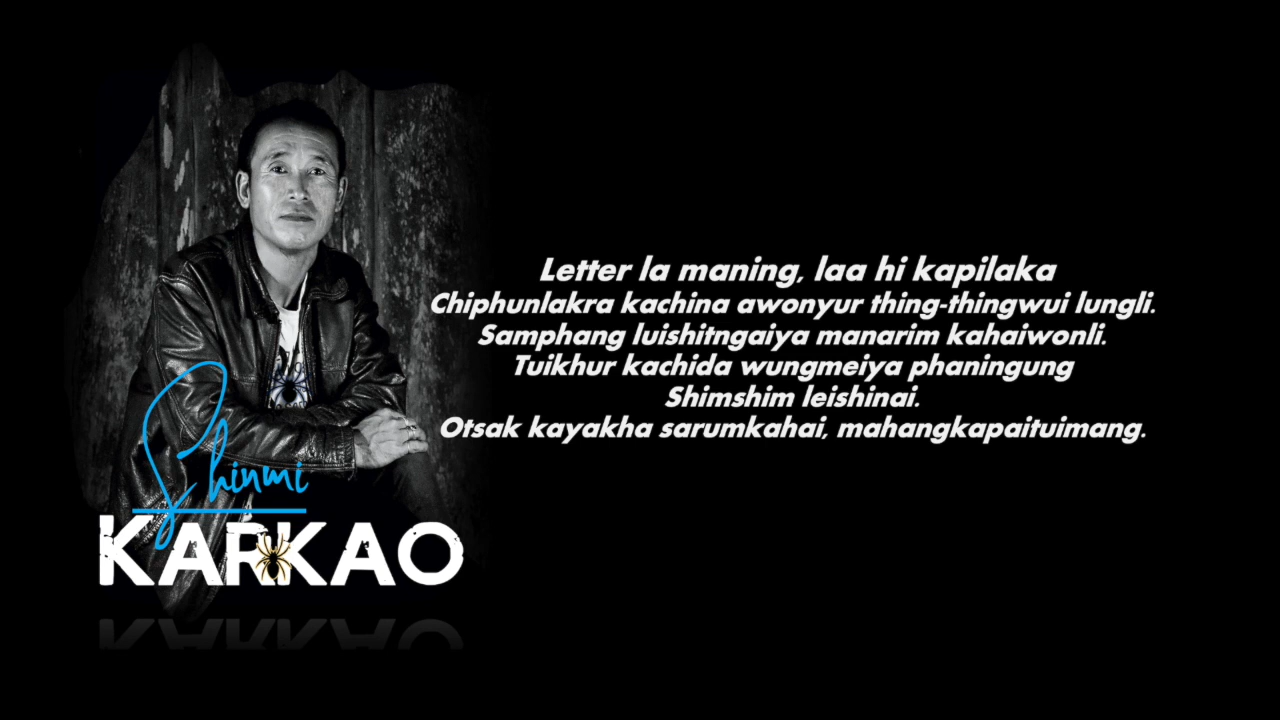 Letter la maning, laa hi kapilaka
Chiphunlakra kachina awonyur thing-thingwui lungli.
Samphang luishitngaiya manarim kahaiwonli.
Tuikhur kachida wungmeiya phaningung
Shimshim leishinai.
Otsak kayakha sarumkahai, mahangkapaituimang.
Shinmi
KARKAO